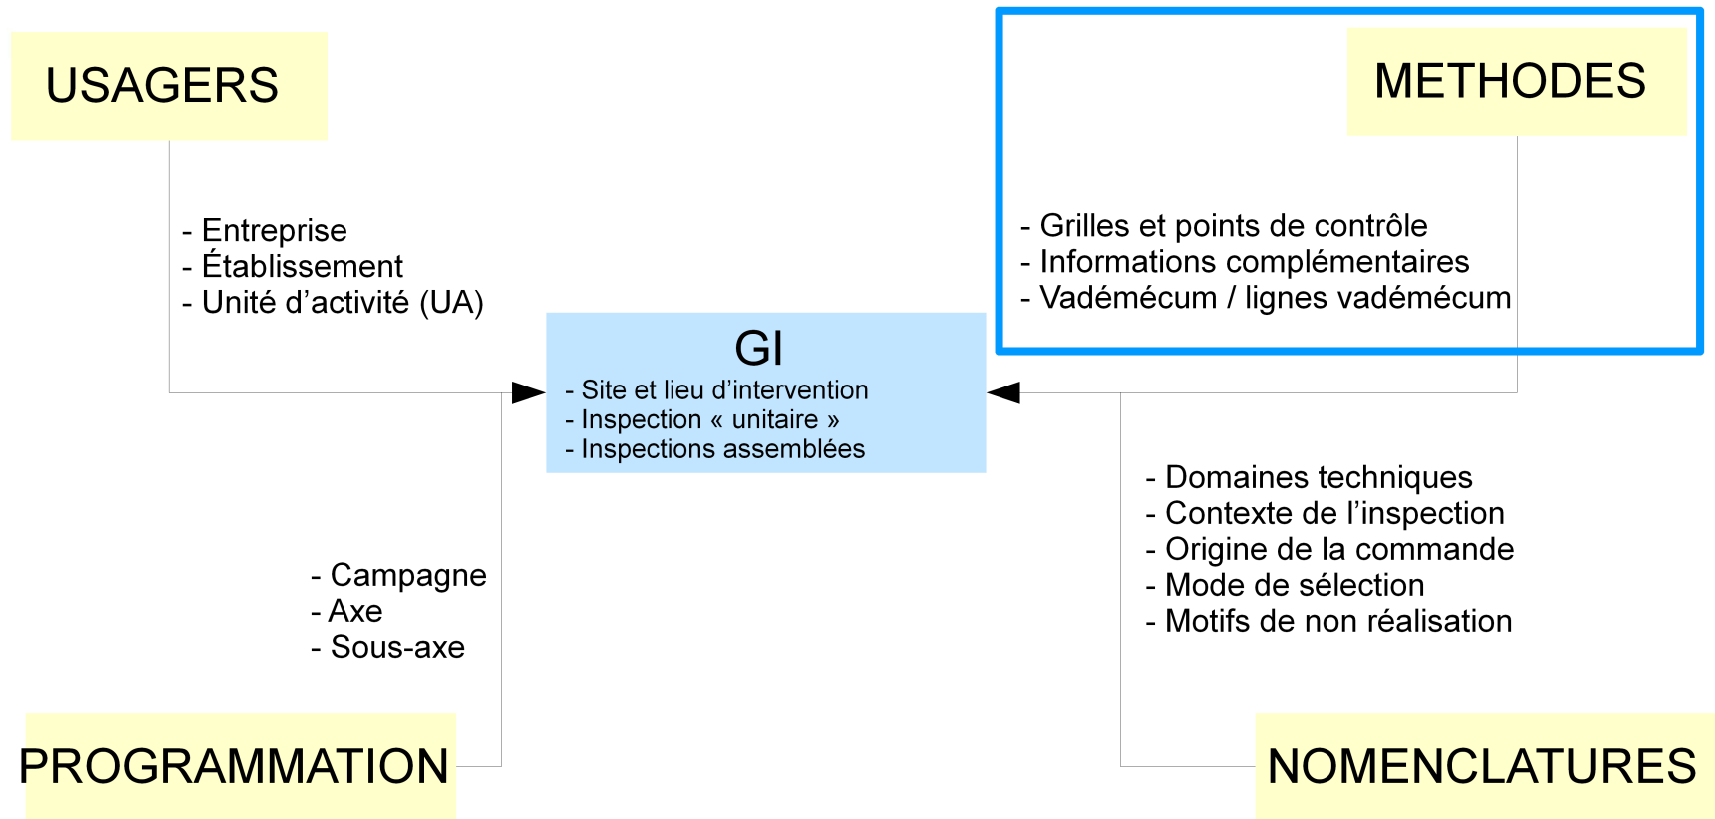 USAGERS
- Entreprise
- Établissement
- Unité d’activité (UA)
METHODES
- Grilles et points de contrôle
- Informations complémentaires
- Vadémécum / lignes vadémécum
GI
- Site et lieu d’intervention
- Inspection « unitaire »
- Inspections assemblées
- Campagne
- Axe
- Sous-axe
PROGRAMMATION
- Domaines techniques
- Contexte de l’inspection
- Origine de la commande
- Mode de sélection
- Motifs de non réalisation
NOMENCLATURES